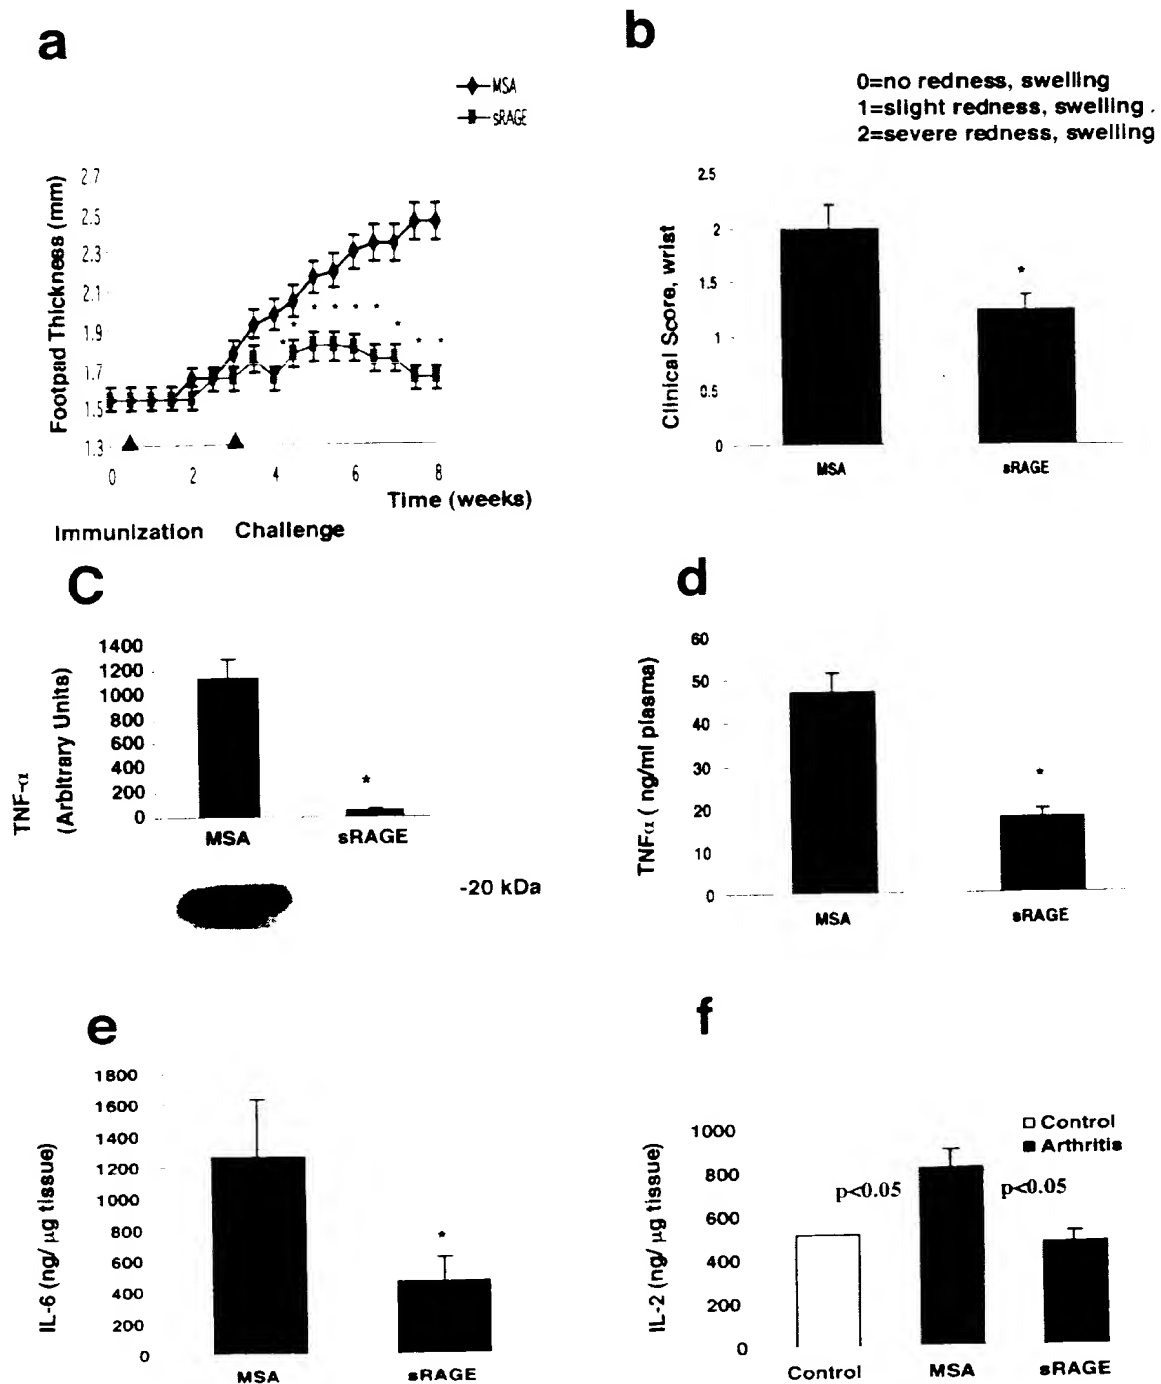 a
MSA
sRAGE
Footpad Thickness (mm)
2.7
2.5
2.3
2.1
1.9
1.7
1.5
1.3
0 2 4 6 8
Time (weeks)
Immunization Challenge
b
0=no redness, swelling
1=slight redness, swelling
2=severe redness, swelling
Clinical Score, wrist
2.5
2
1.5
1
0.5
0
*
MSA sRAGE
C
TNF-α
(Arbitrary Units)
1400
1200
1000
800
600
400
200
0
*
MSA sRAGE
-20 kDa
d
TNFα ( ng/ml plasma)
60
50
40
30
20
10
0
*
MSA sRAGE
e
IL-6 (ng/ µg tissue)
1800
1600
1400
1200
1000
800
600
400
200
0
*
MSA sRAGE
f
Control
Arthritis
IL-2 (ng/ µg tissue)
1000
800
600
400
200
0
p<0.05 p<0.05
Control MSA sRAGE